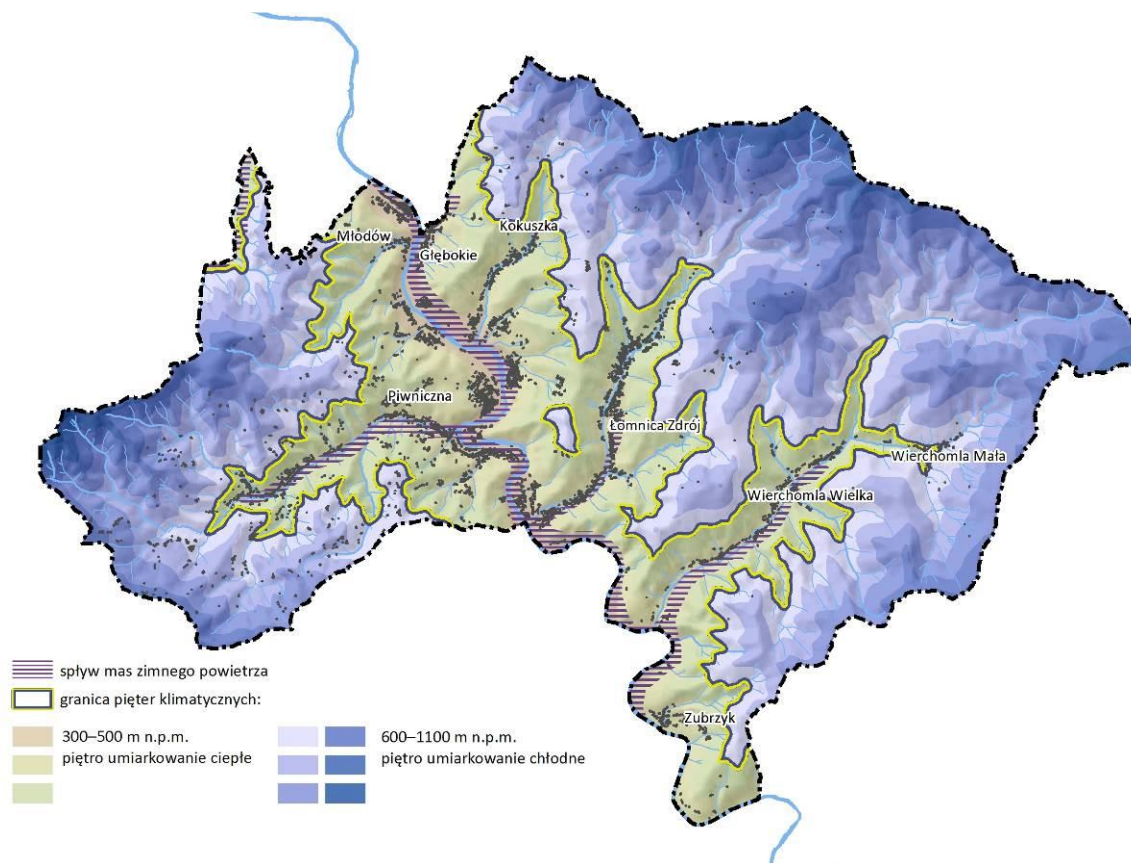 Kokuszka
Młodów
Głębokie
Piwniczna
Łomnica Zdrój
Wierchomla Mała
Wierchomla Wielka
Zubrzyk
spływ mas zimnego powietrza
granica pięter klimatycznych:
300–500 m n.p.m.
piętro umiarkowanie ciepłe
600–1100 m n.p.m.
piętro umiarkowanie chłodne